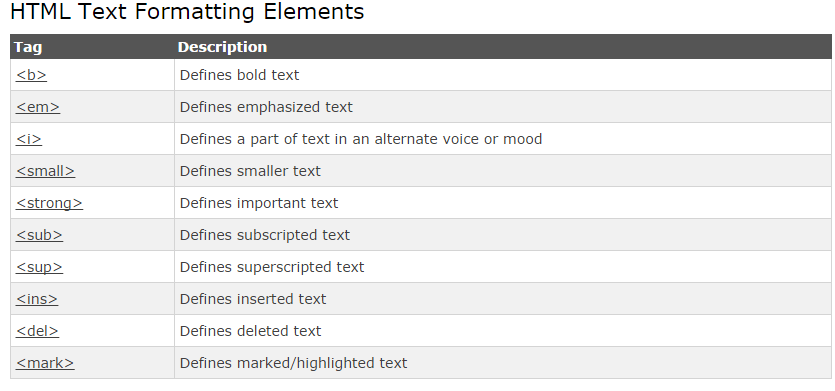 HTML Text Formatting Elements
Tag Description
<b> Defines bold text
<em> Defines emphasized text
<i> Defines a part of text in an alternate voice or mood
<small> Defines smaller text
<strong> Defines important text
<sub> Defines subscripted text
<sup> Defines superscripted text
<ins> Defines inserted text
<del> Defines deleted text
<mark> Defines marked/highlighted text